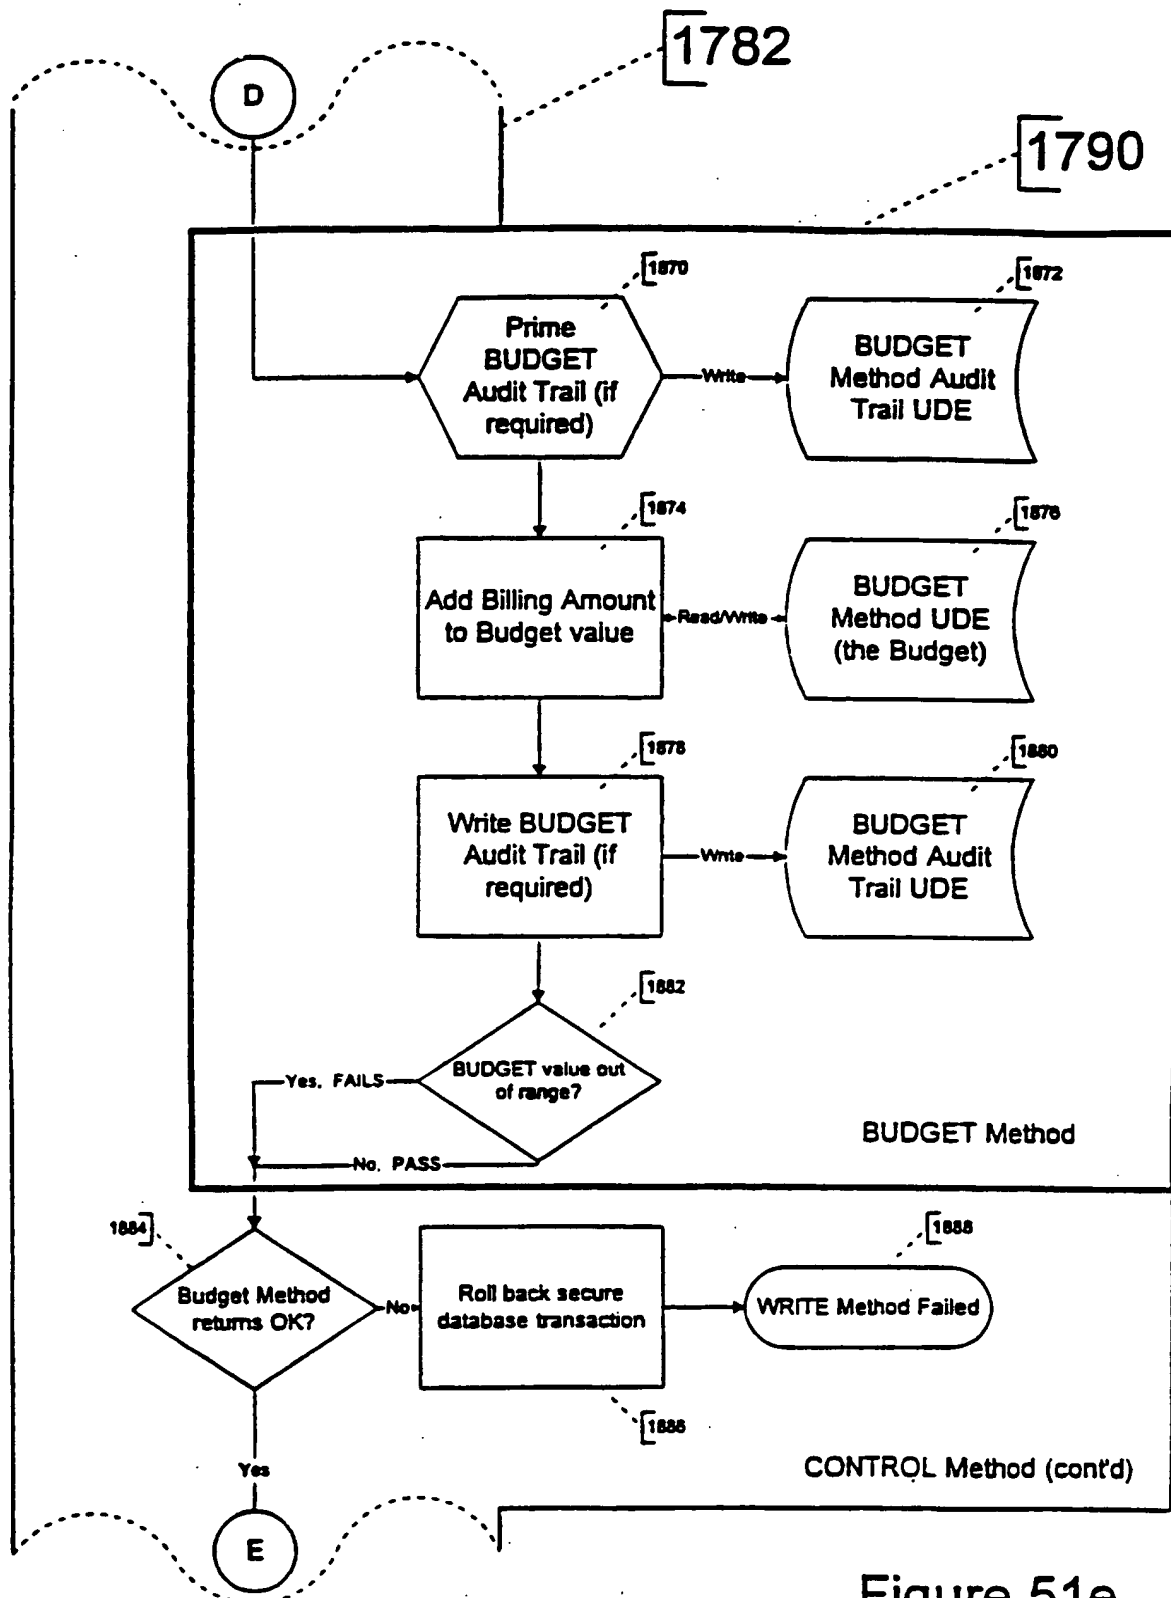 1782
D
1790
1870
1872
Prime
BUDGET
Audit Trail (if
required)
Write
BUDGET
Method Audit
Trail UDE
1874
1876
Add Billing Amount
to Budget value
Read/Write
BUDGET
Method UDE
(the Budget)
1878
1880
Write BUDGET
Audit Trail (if
required)
Write
BUDGET
Method Audit
Trail UDE
1882
BUDGET value out
of range?
Yes, FAILS
BUDGET Method
No, PASS
1884
1888
Budget Method
returns OK?
No
Roll back secure
database transaction
WRITE Method Failed
1886
Yes
CONTROL Method (cont'd)
E
Figure 51e